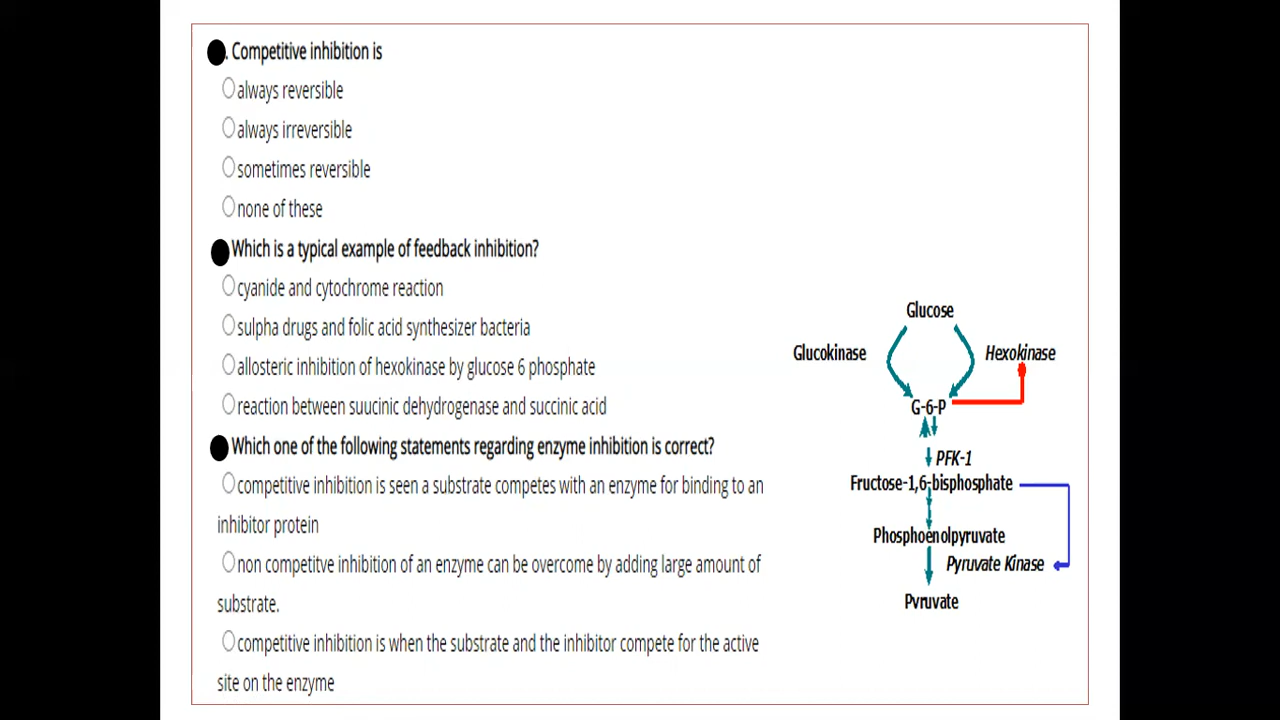 . Competitive inhibition is
always reversible
always irreversible
sometimes reversible
none of these
Which is a typical example of feedback inhibition?
cyanide and cytochrome reaction
sulpha drugs and folic acid synthesizer bacteria
allosteric inhibition of hexokinase by glucose 6 phosphate
reaction between suucinic dehydrogenase and succinic acid
Which one of the following statements regarding enzyme inhibition is correct?
competitive inhibition is seen a substrate competes with an enzyme for binding to an
inhibitor protein
non competitive inhibition of an enzyme can be overcome by adding large amount of
substrate.
competitive inhibition is when the substrate and the inhibitor compete for the active
site on the enzyme
Glucose
Glucokinase
Hexokinase
G-6-P
PFK-1
Fructose-1,6-bisphosphate
Phosphoenolpyruvate
Pyruvate Kinase
Pyruvate